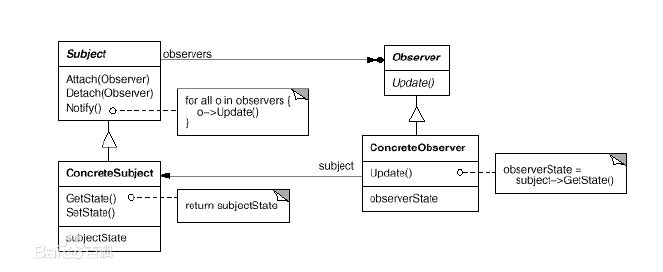 Subject
observers
Observer
Attach(Observer)
Detach(Observer)
Notify()
for all o in observers {
o->Update()
}
Update()
ConcreteSubject
GetState()
SetState()
subjectState
return subjectState
subject
ConcreteObserver
Update()
observerState
observerState =
subject->GetState()
Baidu百科